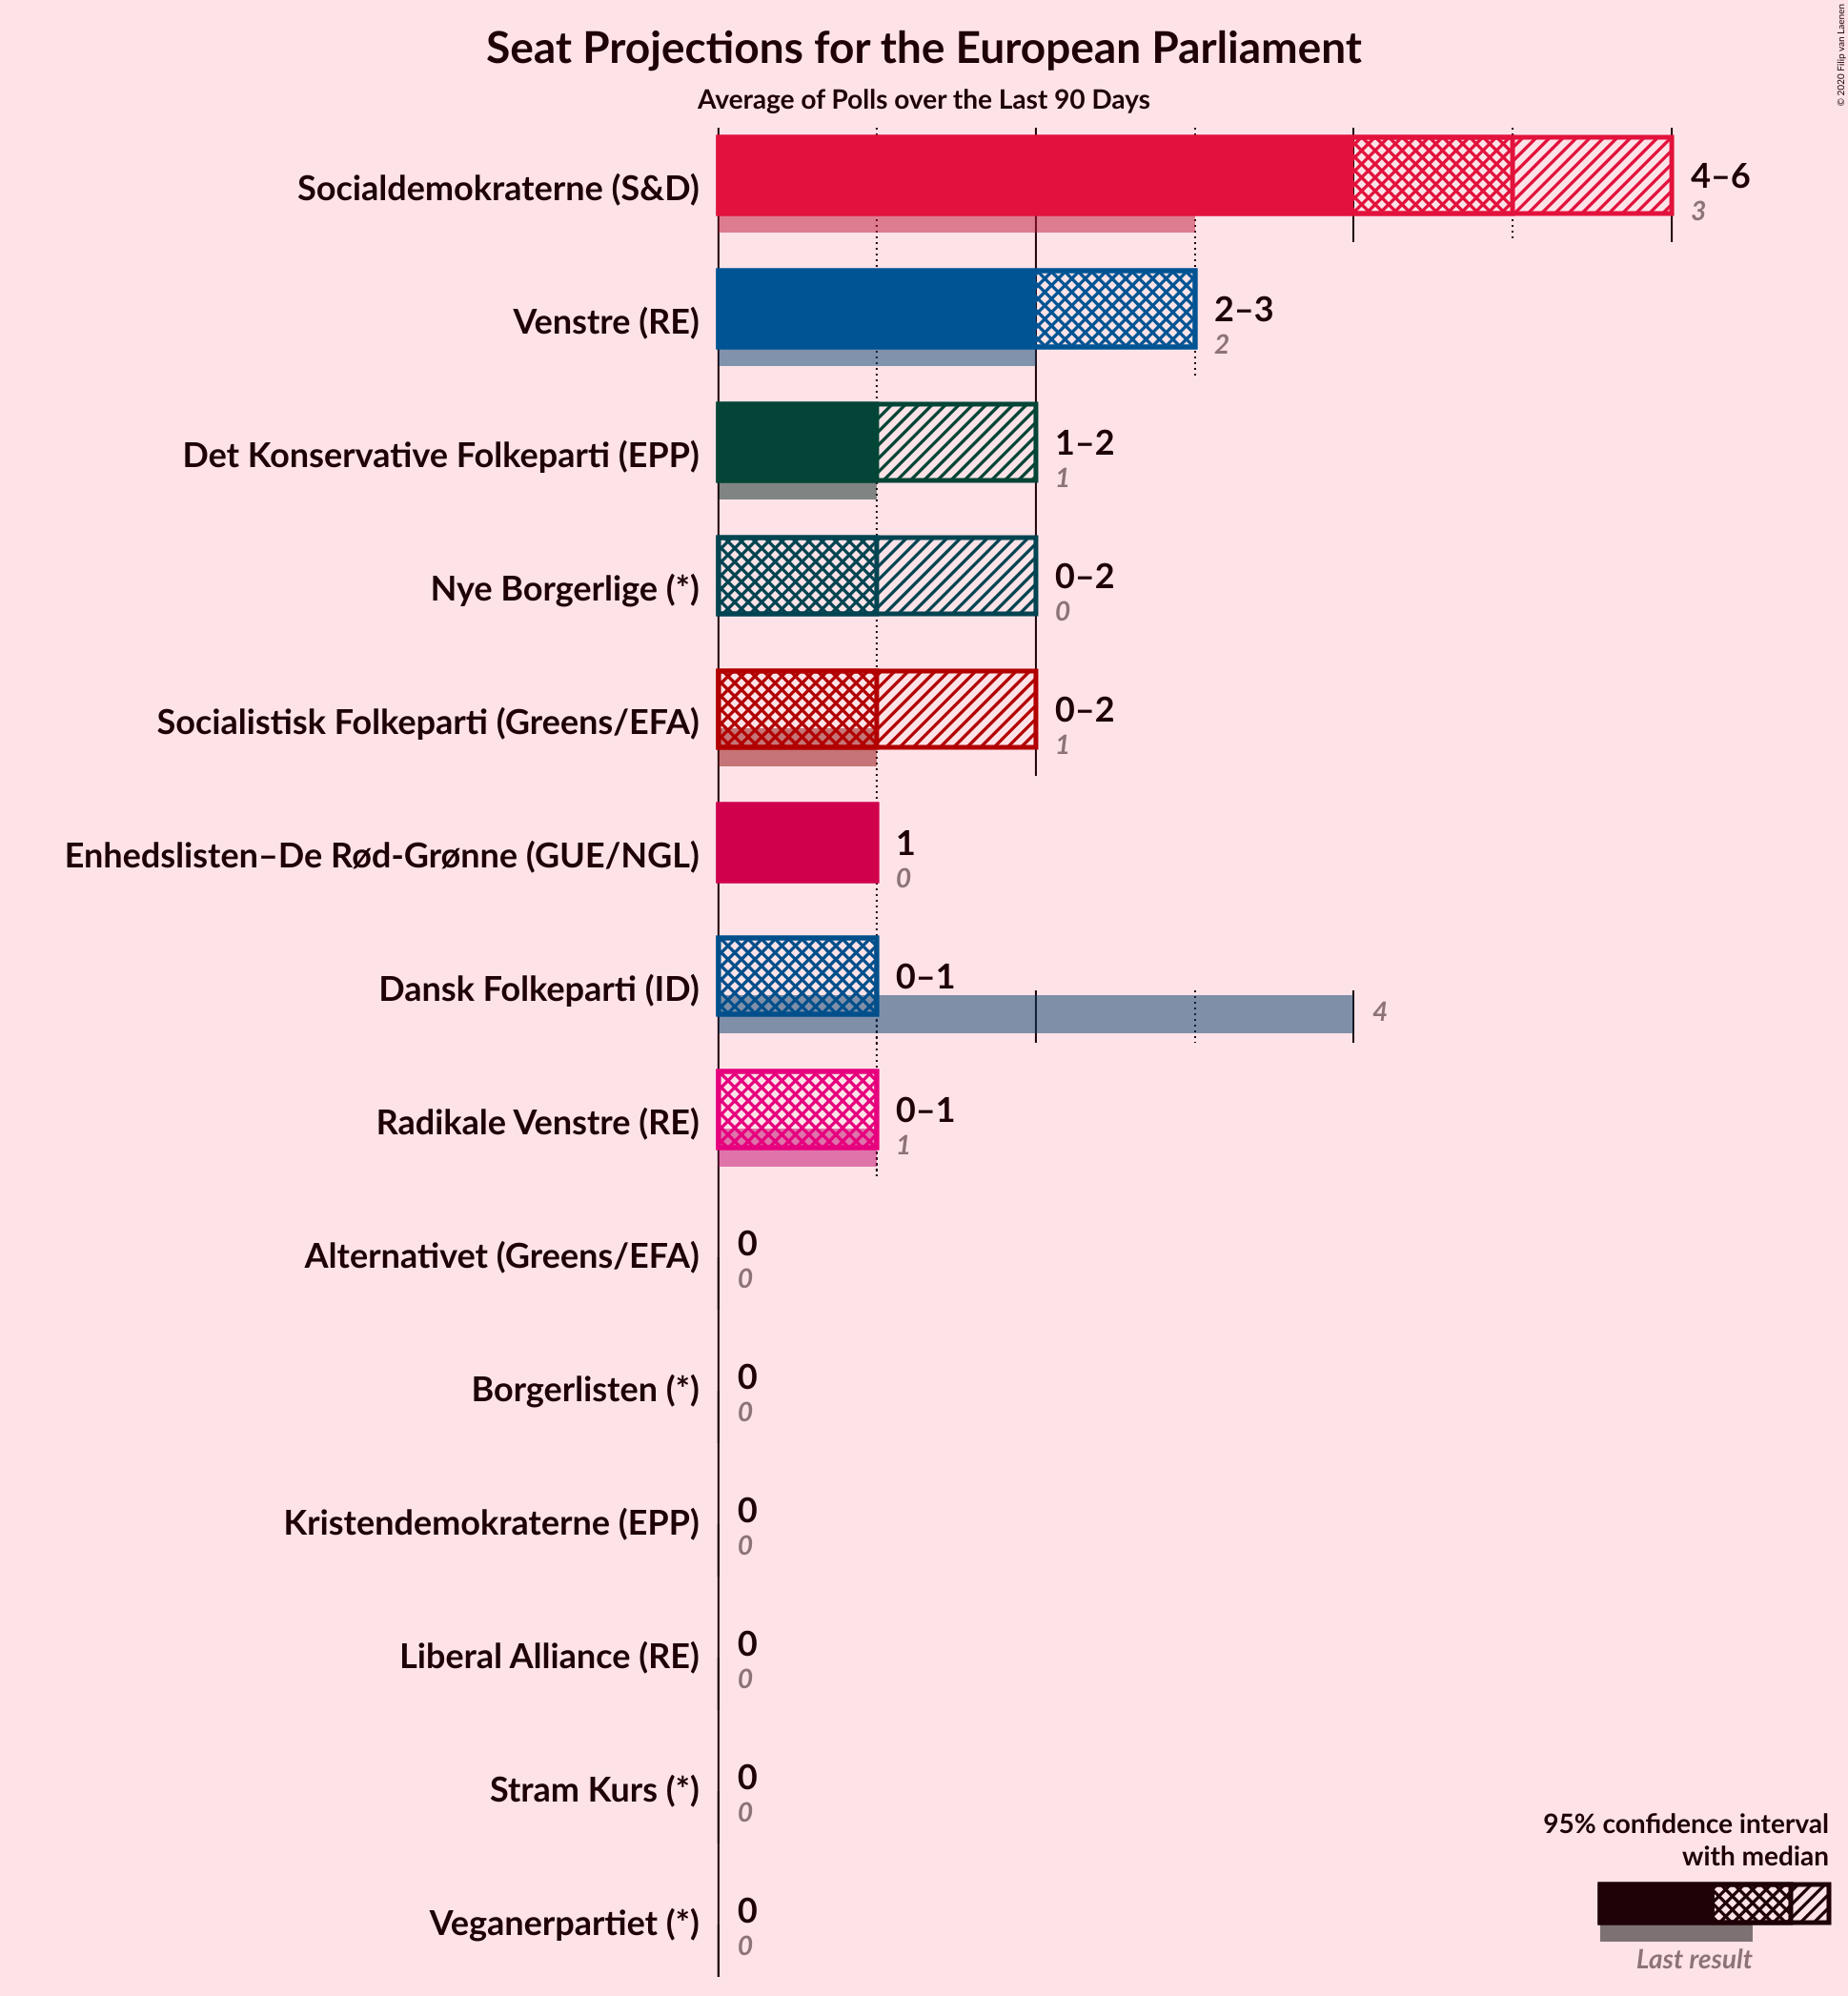 Seat Projections for the European Parliament
Average of Polls over the Last 90 Days
© 2020 Filip van Laenen
Socialdemokraterne (S&D)
4–6
3
Venstre (RE)
2–3
2
Det Konservative Folkeparti (EPP)
1–2
1
Nye Borgerlige (*)
0–2
0
Socialistisk Folkeparti (Greens/EFA)
0–2
1
Enhedslisten–De Rød-Grønne (GUE/NGL)
1
0
Dansk Folkeparti (ID)
0–1
4
Radikale Venstre (RE)
0–1
1
Alternativet (Greens/EFA)
0
0
Borgerlisten (*)
0
0
Kristendemokraterne (EPP)
0
0
Liberal Alliance (RE)
0
0
Stram Kurs (*)
0
0
Veganerpartiet (*)
0
0
95% confidence interval
with median
Last result